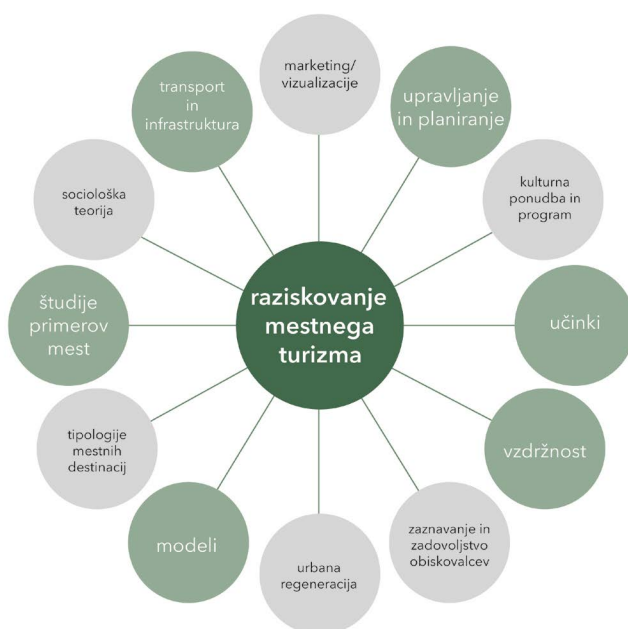 marketing/
vizualizacije
upravljanje
in planiranje
kulturna
ponudba in
program
učinki
vzdržnost
zaznavanje in
zadovoljstvo
obiskovalcev
urbana
regeneracija
modeli
tipologije
mestnih
destinacij
študije
primerov
mest
sociološka
teorija
transport
in
infrastruktura
raziskovanje
mestnega
turizma